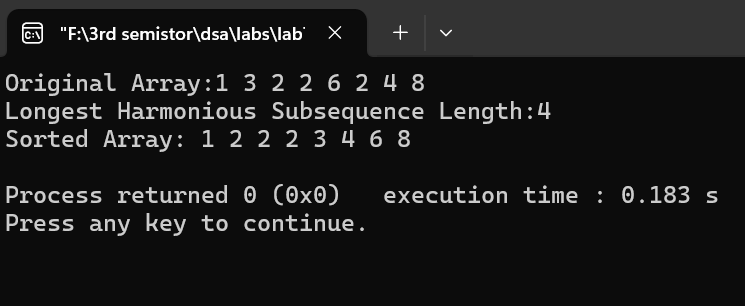 "F:\3rd semistor\dsa\labs\lab
Original Array:1 3 2 2 6 2 4 8
Longest Harmonious Subsequence Length:4
Sorted Array: 1 2 2 2 3 4 6 8
Process returned 0 (0x0)   execution time : 0.183 s
Press any key to continue.